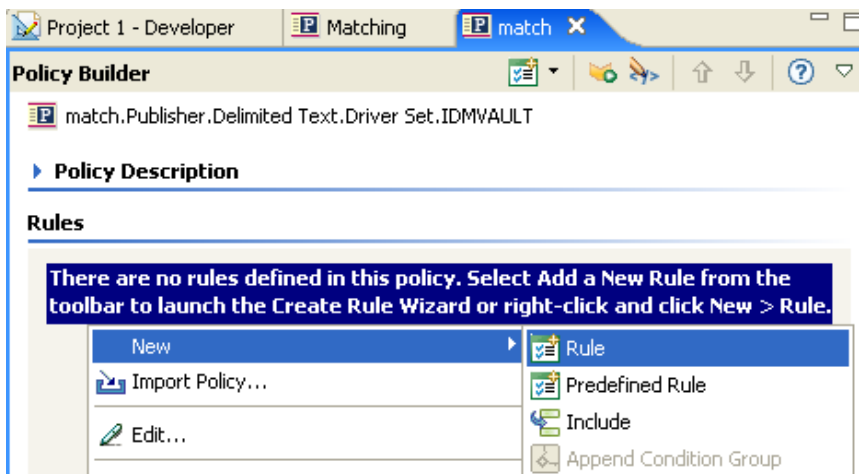 Project 1 - Developer
Matching
match
Policy Builder
match.Publisher.Delimited Text.Driver Set.IDMVAULT
Policy Description
Rules
There are no rules defined in this policy. Select Add a New Rule from the
toolbar to launch the Create Rule Wizard or right-click and click New > Rule.
New
Rule
Import Policy...
Predefined Rule
Include
Edit...
Append Condition Group